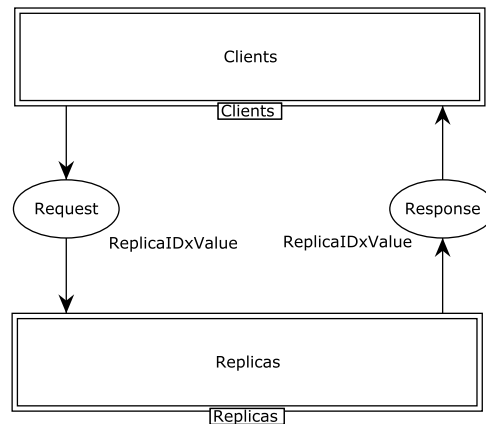 Clients
Clients
Request
Response
ReplicaIDxValue
ReplicaIDxValue
Replicas
Replicas